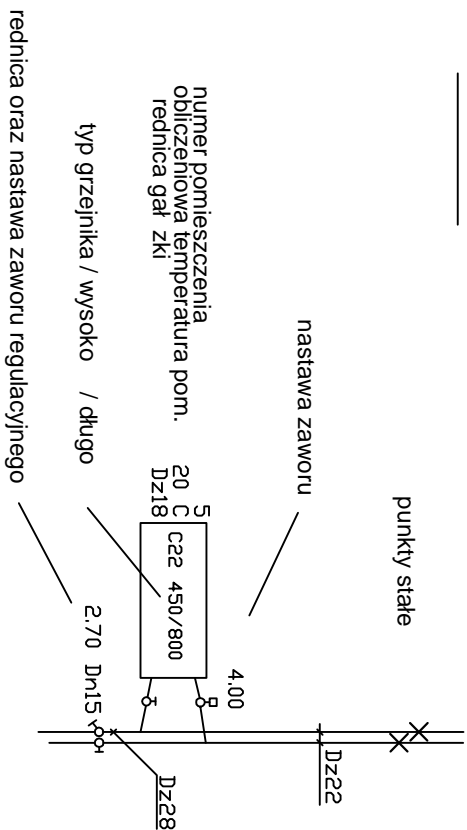 punkty stałe
nastawa zaworu
numer pomieszczenia
obliczeniowa temperatura pom.
rednica gał zki
typ grzejnika / wysoko / długo
rednica oraz nastawa zaworu regulacyjnego
5
20 C
Dz18
C22 450/800
4.00
2.70 Dn15
Dz22
Dz28